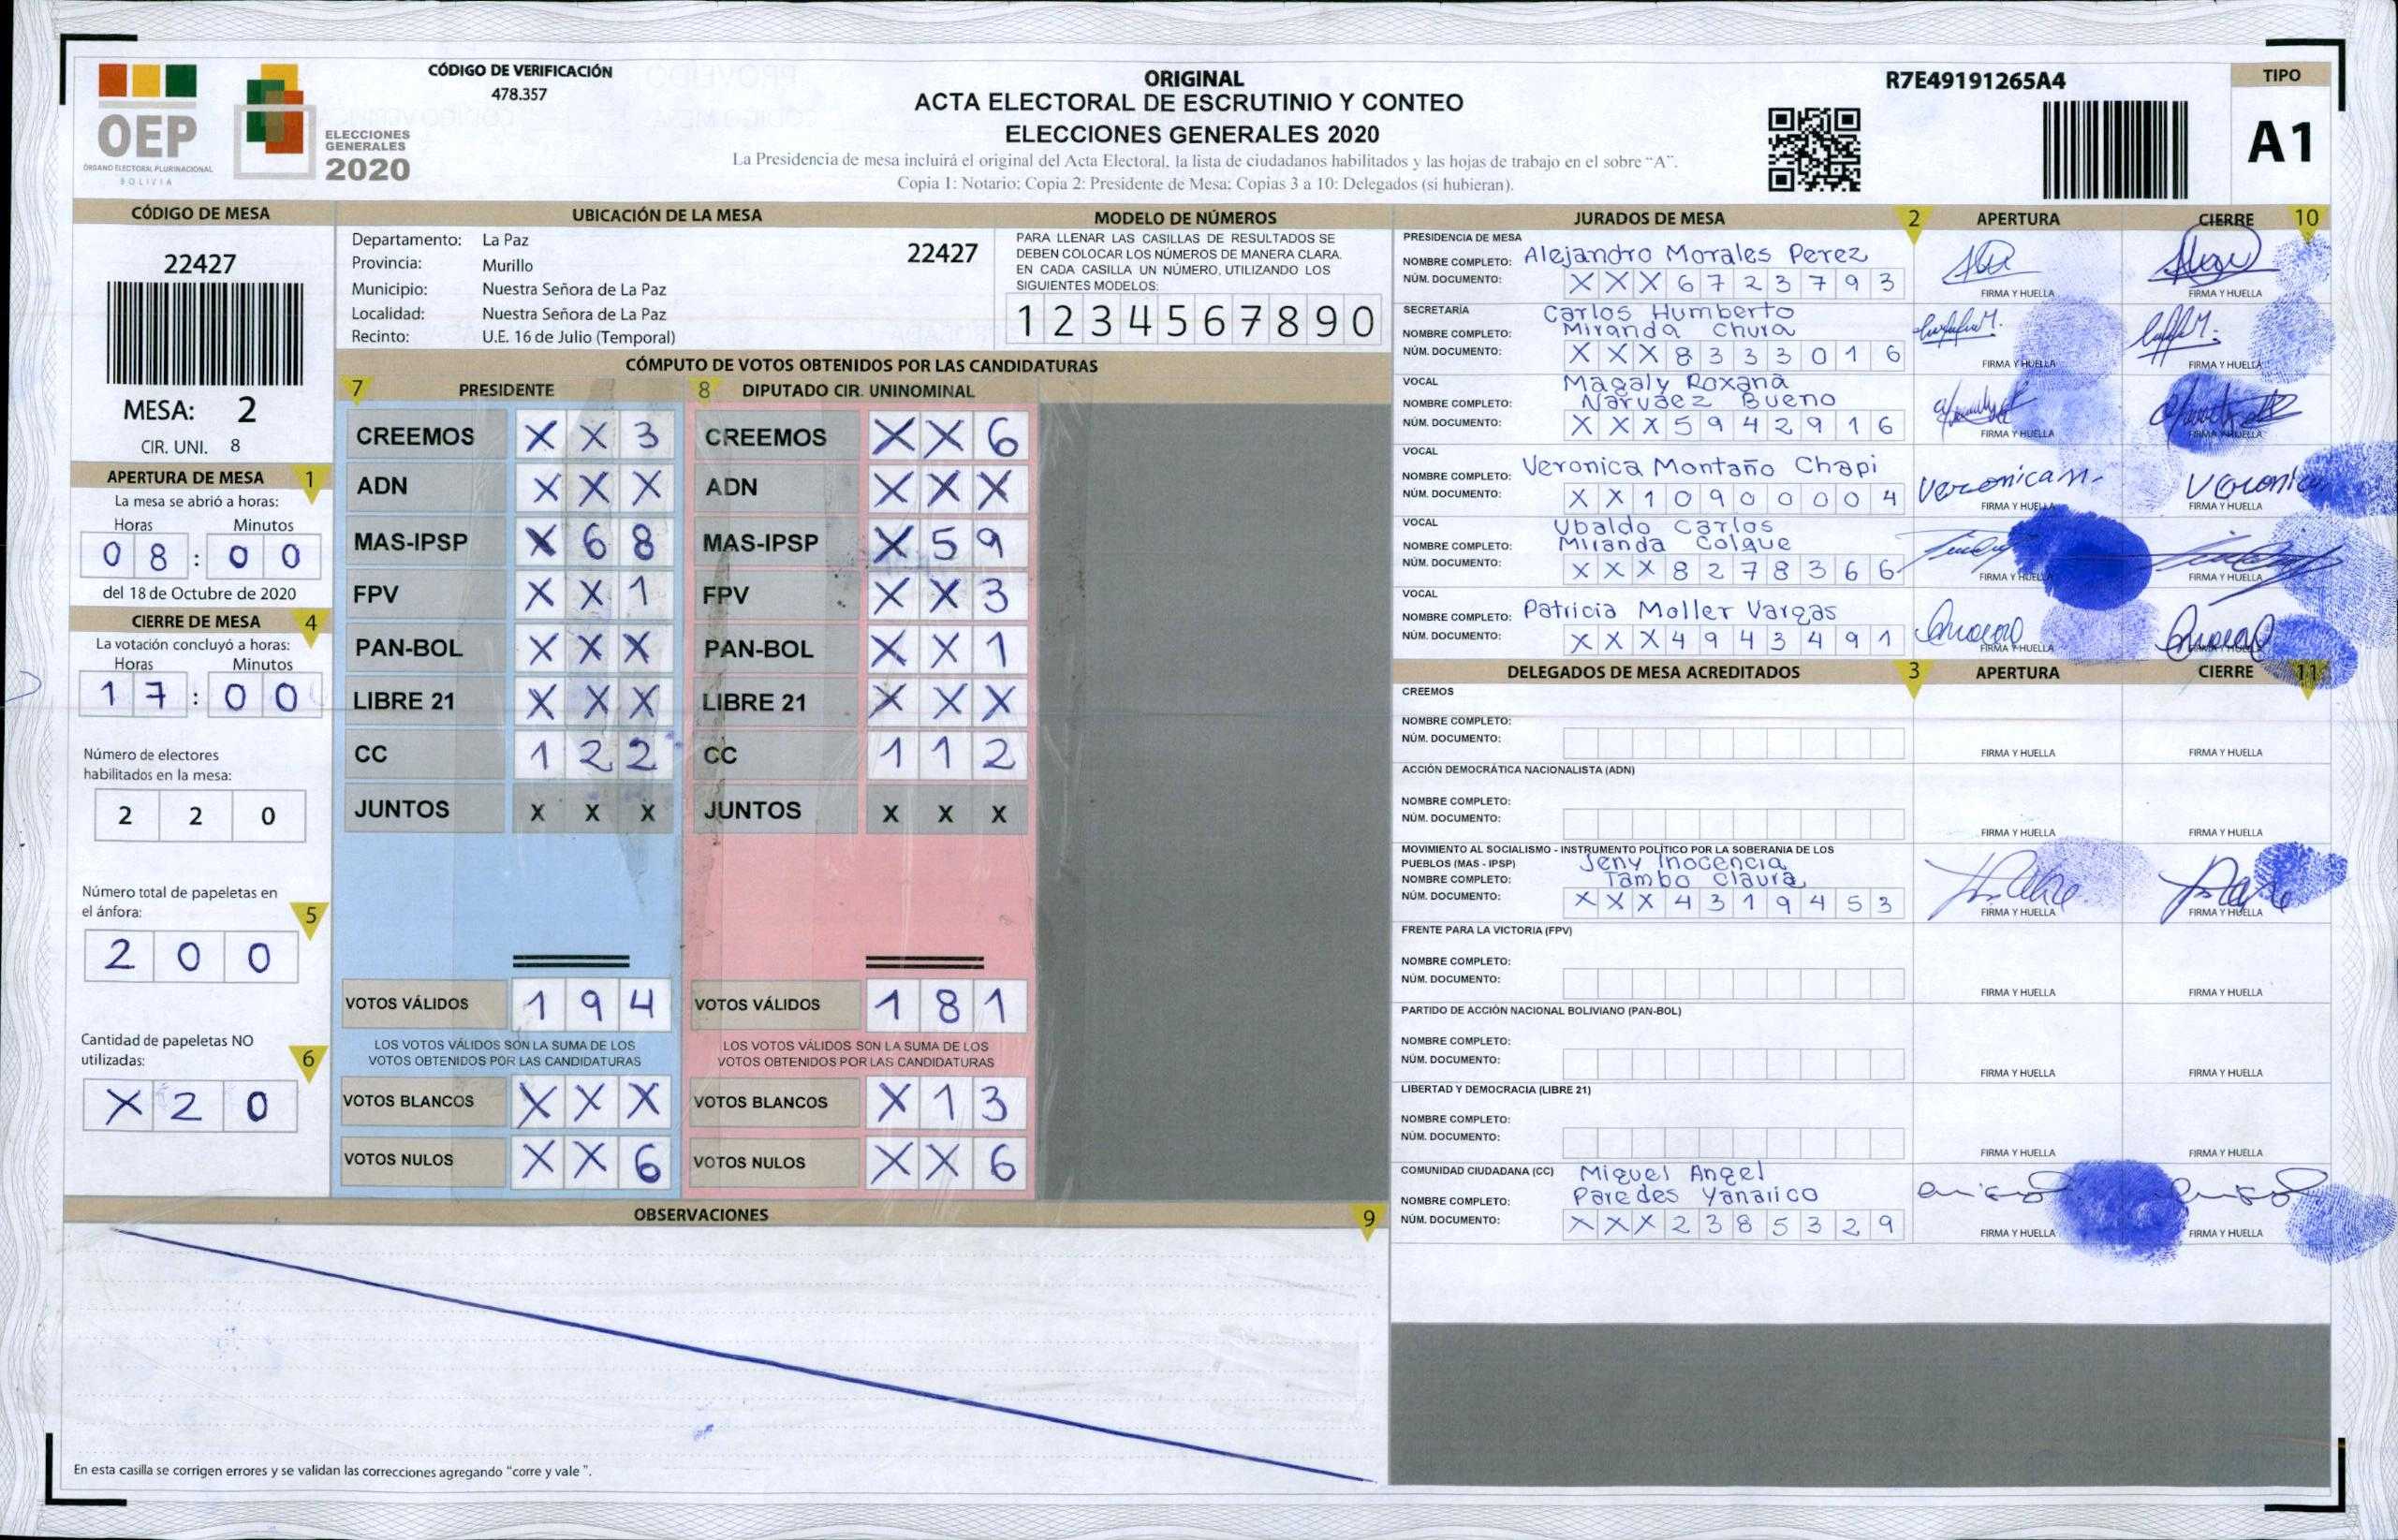 OEP
ÓRGANO ELECTORAL PLURINACIONAL
BOLIVIA
ELECCIONES
GENERALES
2020
CÓDIGO DE VERIFICACIÓN
478.357
ORIGINAL
ACTA ELECTORAL DE ESCRUTINIO Y CONTEO
ELECCIONES GENERALES 2020
La Presidencia de mesa incluirá el original del Acta Electoral, la lista de ciudadanos habilitados y las hojas de trabajo en el sobre "A".
Copia 1: Notario; Copia 2: Presidente de Mesa; Copias 3 a 10: Delegados (si hubieran).
R7E49191265A4
TIPO
A1
CÓDIGO DE MESA
22427
MESA: 2
CIR. UNI. 8
APERTURA DE MESA 1
La mesa se abrió a horas:
Horas Minutos
0 8 : 0 0
del 18 de Octubre de 2020
CIERRE DE MESA 4
La votación concluyó a horas:
Horas Minutos
1 7 : 0 0
Número de electores
habilitados en la mesa:
2 2 0
Número total de papeletas en
el ánfora: 5
2 0 0
Cantidad de papeletas NO
utilizadas: 6
X 2 0
UBICACIÓN DE LA MESA
Departamento: La Paz 22427
Provincia: Murillo
Municipio: Nuestra Señora de La Paz
Localidad: Nuestra Señora de La Paz
Recinto: U.E. 16 de Julio (Temporal)
MODELO DE NÚMEROS
PARA LLENAR LAS CASILLAS DE RESULTADOS SE
DEBEN COLOCAR LOS NÚMEROS DE MANERA CLARA.
EN CADA CASILLA UN NÚMERO, UTILIZANDO LOS
SIGUIENTES MODELOS:
1 2 3 4 5 6 7 8 9 0
CÓMPUTO DE VOTOS OBTENIDOS POR LAS CANDIDATURAS
7 PRESIDENTE 8 DIPUTADO CIR. UNINOMINAL
CREEMOS X X 3 CREEMOS X X 6
ADN X X X ADN X X X
MAS-IPSP X 6 8 MAS-IPSP X 5 9
FPV X X 1 FPV X X 3
PAN-BOL X X X PAN-BOL X X 1
LIBRE 21 X X X LIBRE 21 X X X
CC 1 2 2 CC 1 1 2
JUNTOS X X X JUNTOS X X X
VOTOS VÁLIDOS 1 9 4 VOTOS VÁLIDOS 1 8 1
LOS VOTOS VÁLIDOS SON LA SUMA DE LOS LOS VOTOS VÁLIDOS SON LA SUMA DE LOS
VOTOS OBTENIDOS POR LAS CANDIDATURAS VOTOS OBTENIDOS POR LAS CANDIDATURAS
VOTOS BLANCOS X X X VOTOS BLANCOS X 1 3
VOTOS NULOS X X 6 VOTOS NULOS X X 6
OBSERVACIONES 9
En esta casilla se corrigen errores y se validan las correcciones agregando "corre y vale".
JURADOS DE MESA 2 APERTURA CIERRE 10
PRESIDENCIA DE MESA
NOMBRE COMPLETO: Alejandro Morales Perez
NÚM. DOCUMENTO: X X X 6 7 2 3 7 9 3
FIRMA Y HUELLA FIRMA Y HUELLA
SECRETARÍA Carlos Humberto
NOMBRE COMPLETO: Miranda Chura
NÚM. DOCUMENTO: X X X 8 3 3 3 0 1 6
FIRMA Y HUELLA FIRMA Y HUELLA
VOCAL Magaly Roxana
NOMBRE COMPLETO: Narvaez Bueno
NÚM. DOCUMENTO: X X X 5 9 4 2 9 1 6
FIRMA Y HUELLA FIRMA Y HUELLA
VOCAL
NOMBRE COMPLETO: Veronica Montaño Chapi
NÚM. DOCUMENTO: X X 1 0 9 0 0 0 0 4
Veronica M. Veronica
FIRMA Y HUELLA FIRMA Y HUELLA
VOCAL Ubaldo Carlos
NOMBRE COMPLETO: Miranda Colque
NÚM. DOCUMENTO: X X X 8 2 7 8 3 6 6
FIRMA Y HUELLA FIRMA Y HUELLA
VOCAL
NOMBRE COMPLETO: Patricia Moller Vargas
NÚM. DOCUMENTO: X X X 4 9 4 3 4 9 1
FIRMA Y HUELLA FIRMA Y HUELLA
DELEGADOS DE MESA ACREDITADOS 3 APERTURA CIERRE 11
CREEMOS
NOMBRE COMPLETO:
NÚM. DOCUMENTO:
FIRMA Y HUELLA FIRMA Y HUELLA
ACCIÓN DEMOCRÁTICA NACIONALISTA (ADN)
NOMBRE COMPLETO:
NÚM. DOCUMENTO:
FIRMA Y HUELLA FIRMA Y HUELLA
MOVIMIENTO AL SOCIALISMO - INSTRUMENTO POLÍTICO POR LA SOBERANIA DE LOS
PUEBLOS (MAS - IPSP) Jeny Inocencia
NOMBRE COMPLETO: Tambo Claura
NÚM. DOCUMENTO: X X X 4 3 1 9 4 5 3
FIRMA Y HUELLA FIRMA Y HUELLA
FRENTE PARA LA VICTORIA (FPV)
NOMBRE COMPLETO:
NÚM. DOCUMENTO:
FIRMA Y HUELLA FIRMA Y HUELLA
PARTIDO DE ACCIÓN NACIONAL BOLIVIANO (PAN-BOL)
NOMBRE COMPLETO:
NÚM. DOCUMENTO:
FIRMA Y HUELLA FIRMA Y HUELLA
LIBERTAD Y DEMOCRACIA (LIBRE 21)
NOMBRE COMPLETO:
NÚM. DOCUMENTO:
FIRMA Y HUELLA FIRMA Y HUELLA
COMUNIDAD CIUDADANA (CC) Miguel Angel
NOMBRE COMPLETO: Paredes Yanarico
NÚM. DOCUMENTO: X X X 2 3 8 5 3 2 9
FIRMA Y HUELLA FIRMA Y HUELLA